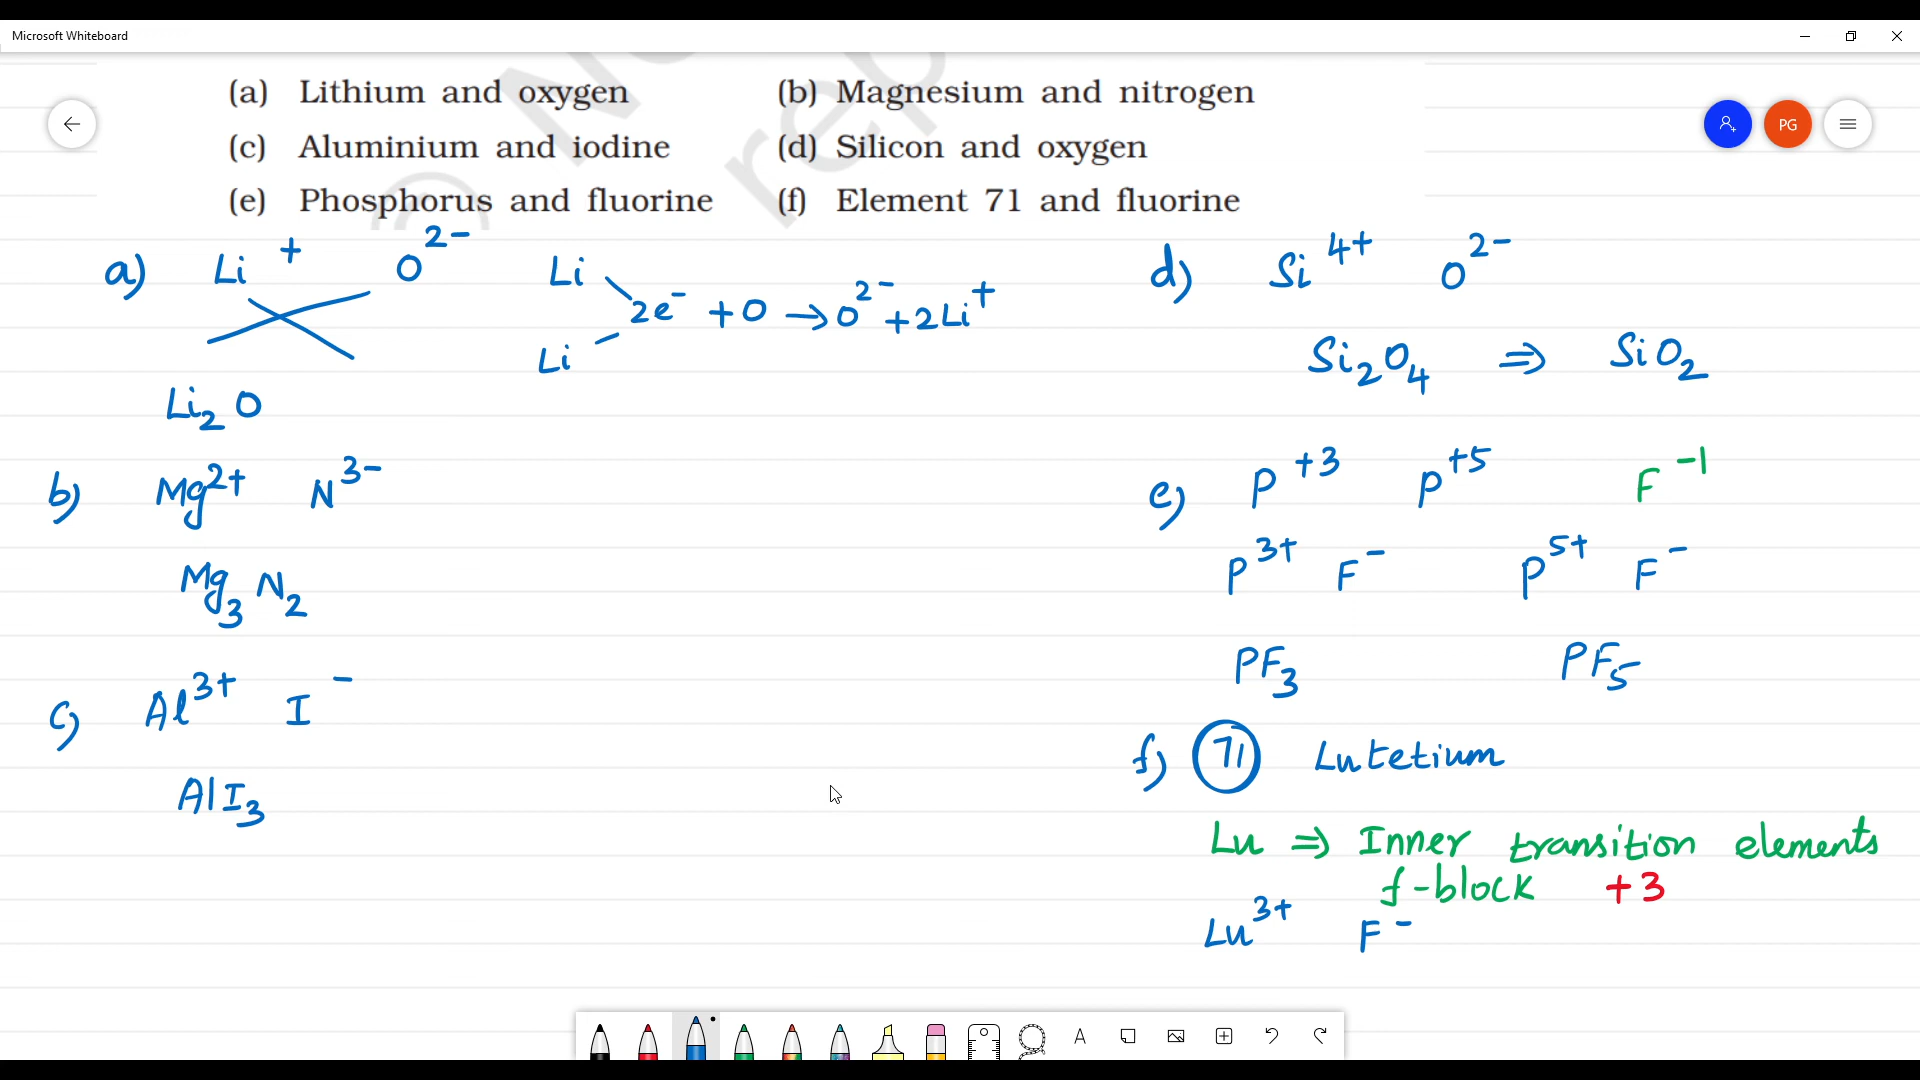 Microsoft Whiteboard
(a) Lithium and oxygen (b) Magnesium and nitrogen
(c) Aluminium and iodine (d) Silicon and oxygen
(e) Phosphorus and fluorine (f) Element 71 and fluorine
PG
a) Li⁺ O²⁻
Li
Li
2e⁻ + O → O²⁻ + 2Li⁺
Li₂O
b) Mg²⁺ N³⁻
Mg₃N₂
c) Al³⁺ I⁻
AlI₃
d) Si⁴⁺ O²⁻
Si₂O₄ ⇒ SiO₂
e) P⁺³ P⁺⁵ F⁻¹
P³⁺ F⁻ P⁵⁺ F⁻
PF₃ PF₅
f) 71 Lutetium
Lu ⇒ Inner transition elements
f-block +3
Lu³⁺ F⁻